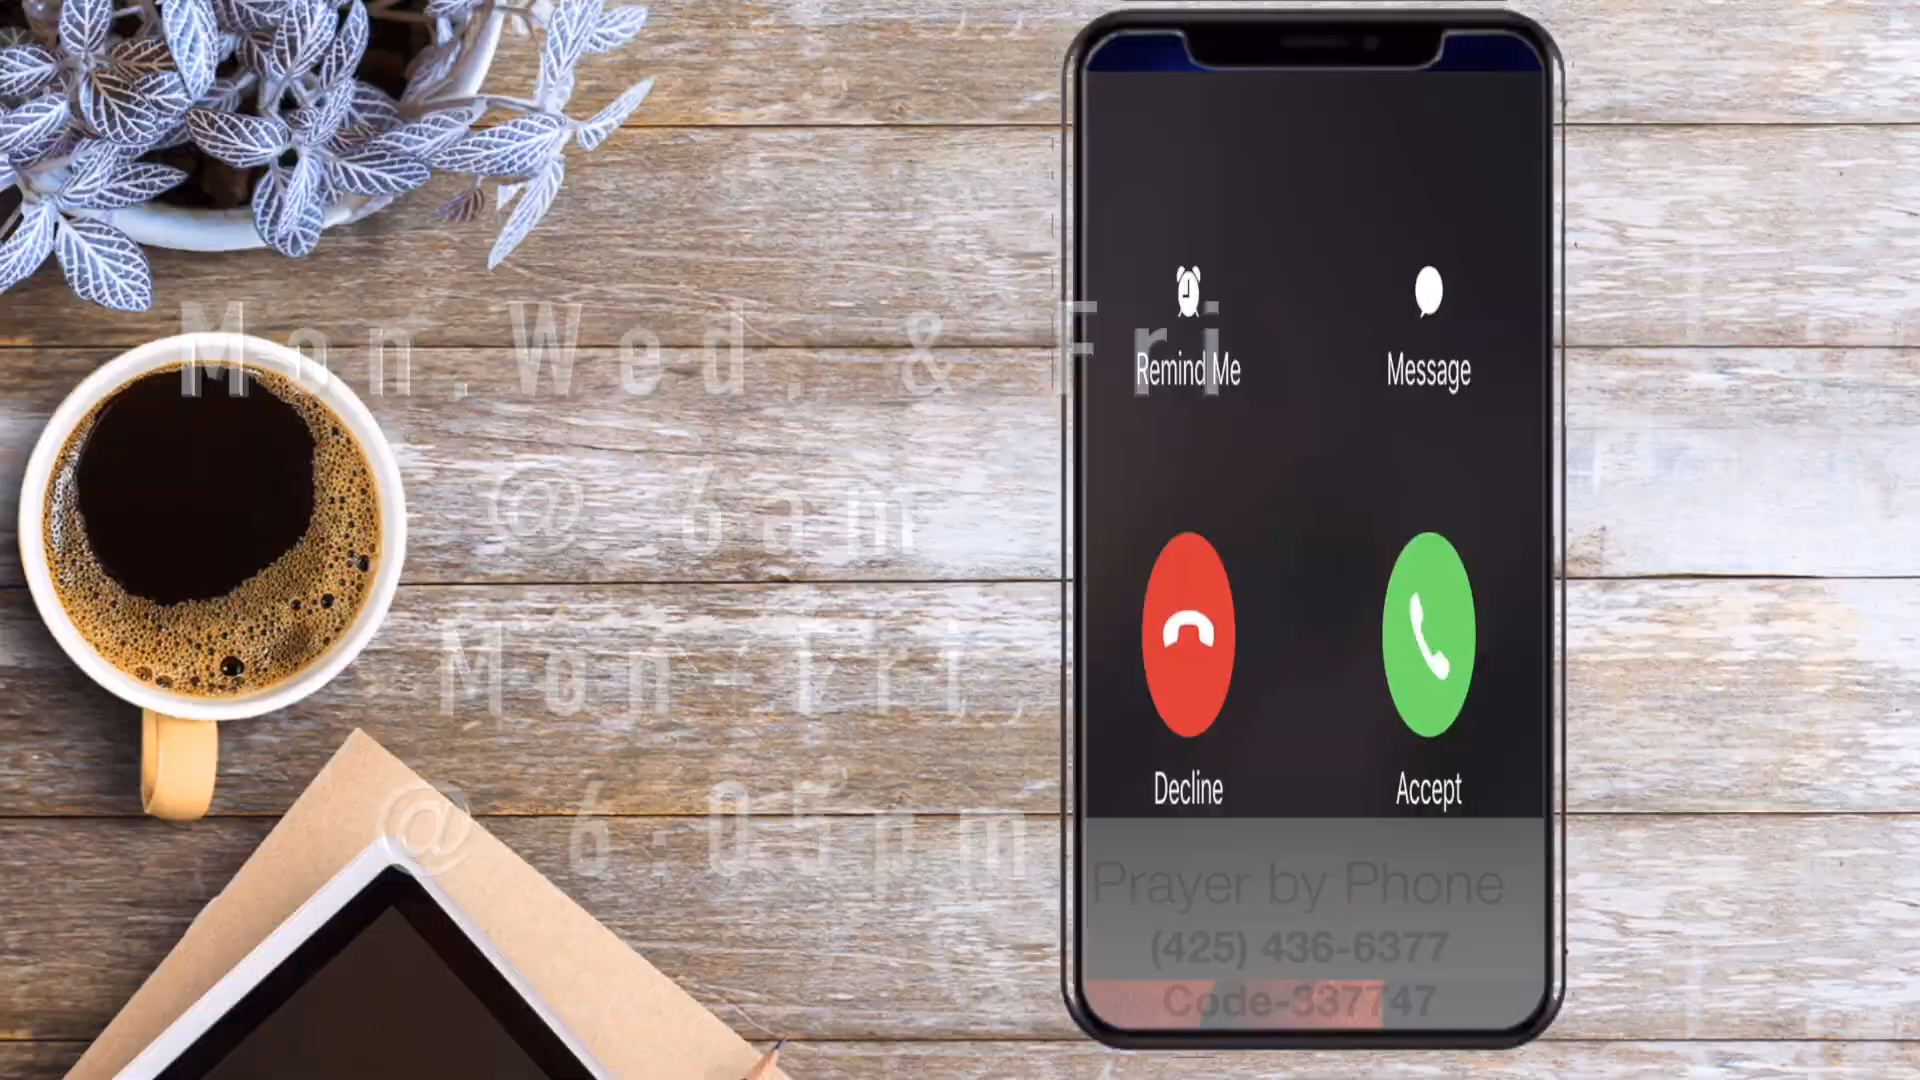 Mon.Wed, & Fri
@ 6am
Mon-Fri,
@ 6:05pm
Remind Me
Message
Decline
Accept
Prayer by Phone
(425) 436-6377
Code-337747